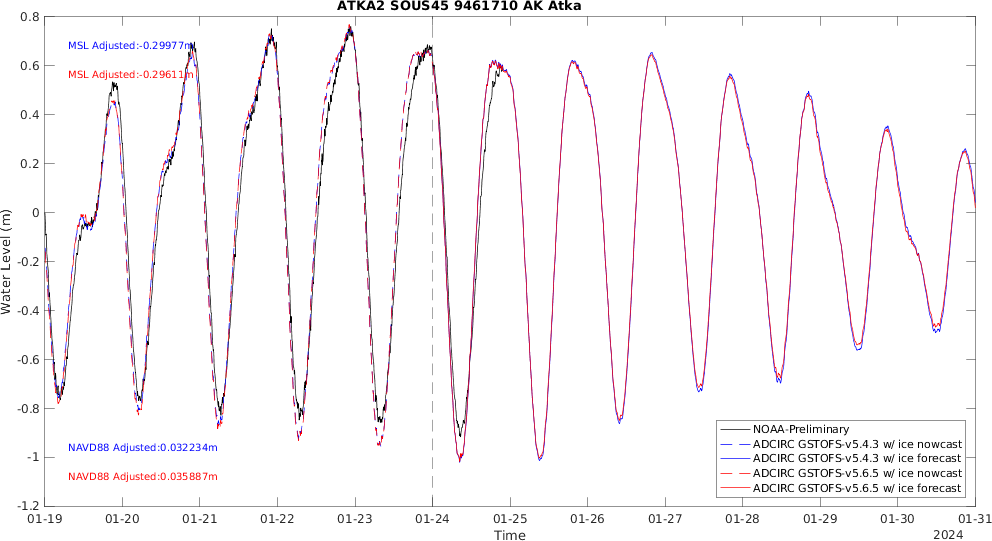 ATKA2 SOUS45 9461710 AK Atka
0.8
0.6
0.4
0.2
0
-0.2
-0.4
-0.6
-0.8
-1
-1.2
Water Level (m)
MSL Adjusted:-0.29977m
MSL Adjusted:-0.29611m
NAVD88 Adjusted:0.032234m
NAVD88 Adjusted:0.035887m
NOAA-Preliminary
ADCIRC GSTOFS-v5.4.3 w/ ice nowcast
ADCIRC GSTOFS-v5.4.3 w/ ice forecast
ADCIRC GSTOFS-v5.6.5 w/ ice nowcast
ADCIRC GSTOFS-v5.6.5 w/ ice forecast
01-19 01-20 01-21 01-22 01-23 01-24 01-25 01-26 01-27 01-28 01-29 01-30 01-31
Time
2024